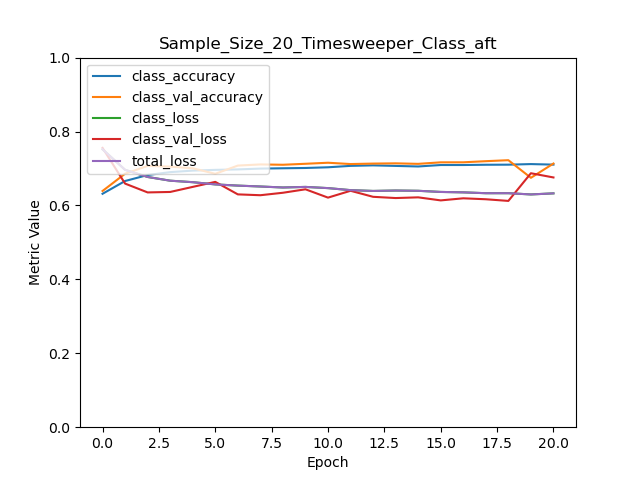 Sample_Size_20_Timesweeper_Class_aft
1.0
0.8
0.6
0.4
0.2
0.0
Metric Value
class_accuracy
class_val_accuracy
class_loss
class_val_loss
total_loss
0.0 2.5 5.0 7.5 10.0 12.5 15.0 17.5 20.0
Epoch